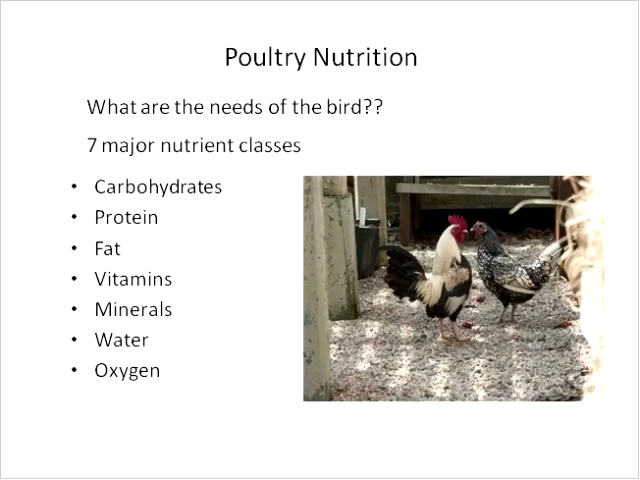 Poultry Nutrition
What are the needs of the bird??
7 major nutrient classes
• Carbohydrates
• Protein
• Fat
• Vitamins
• Minerals
• Water
• Oxygen